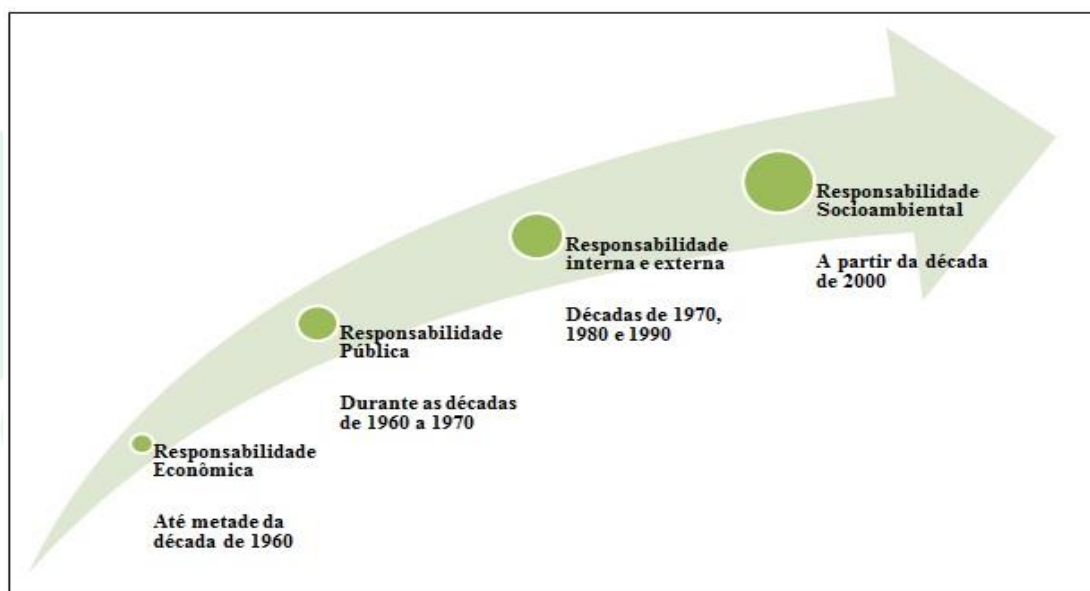 Responsabilidade
Econômica
Até metade da
década de 1960
Responsabilidade
Pública
Durante as décadas
de 1960 a 1970
Responsabilidade
interna e externa
Décadas de 1970,
1980 e 1990
Responsabilidade
Socioambiental
A partir da década
de 2000